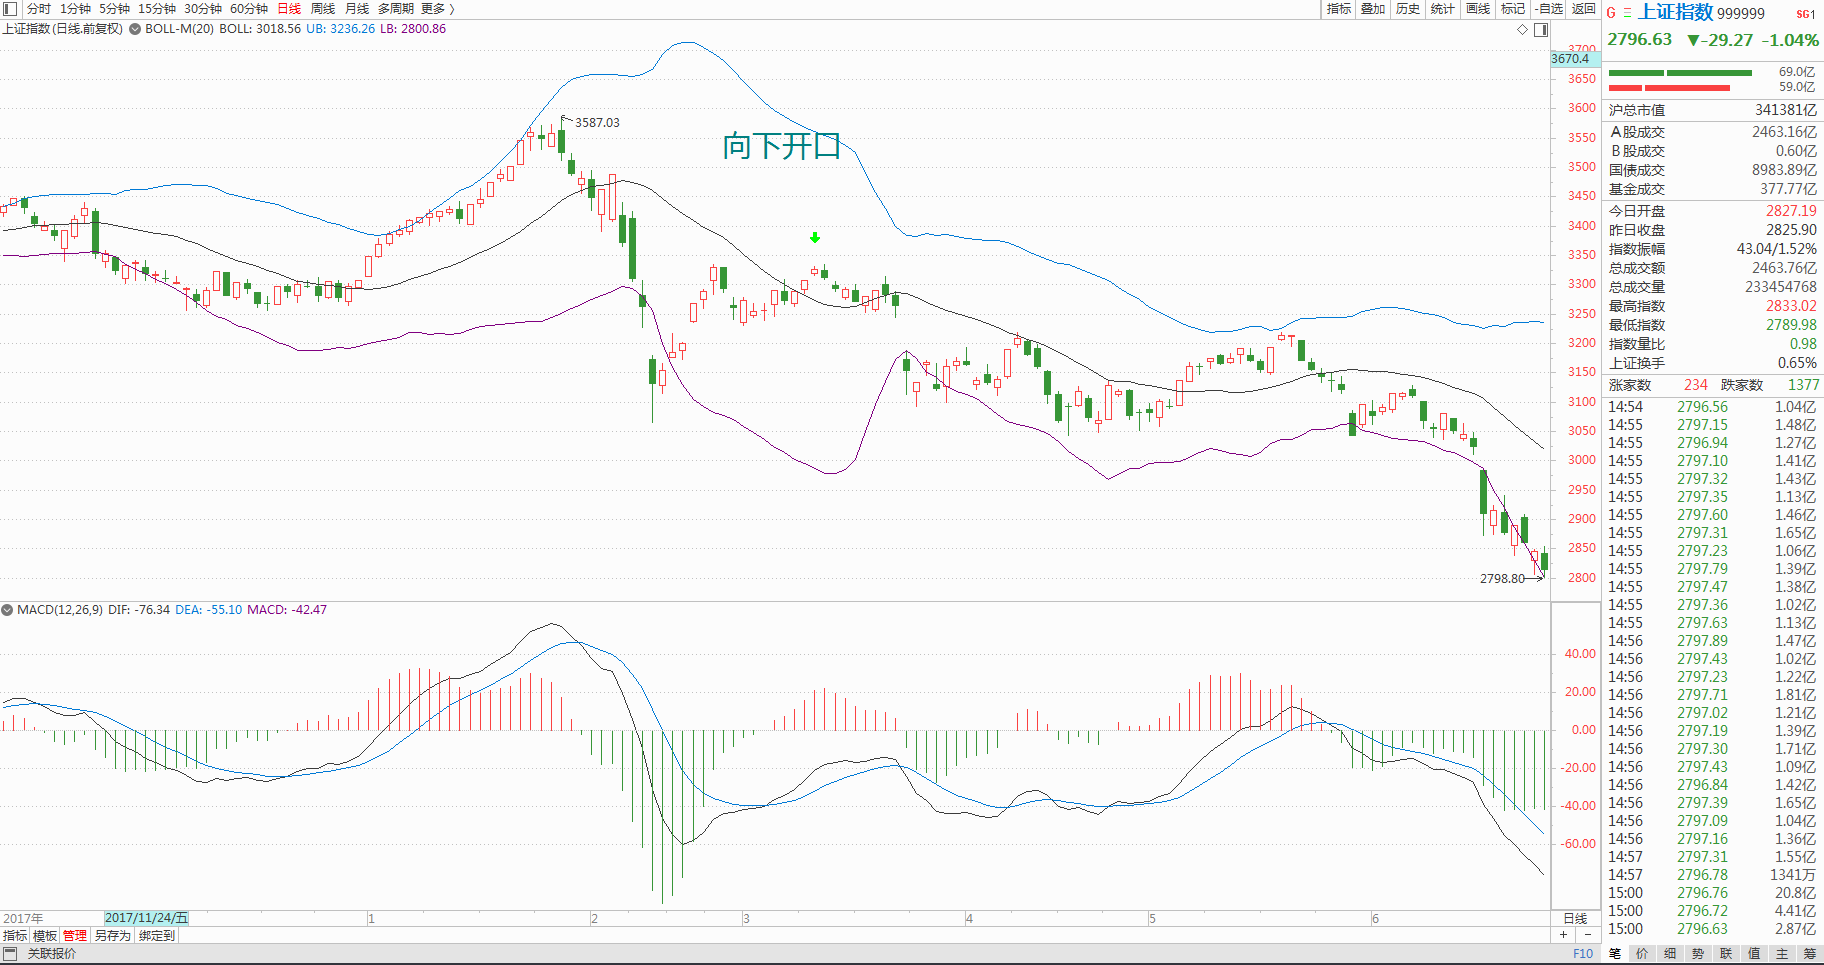 分时 1分钟 5分钟 15分钟 30分钟 60分钟 日线 周线 月线 多周期 更多 〉
指标 叠加 历史 统计 画线 标记 -自选 返回
上证指数(日线,前复权) BOLL-M(20) BOLL: 3018.56 UB: 3236.26 LB: 2800.86
3700
3670.4
3650
3600
3587.03
向下开口
3550
3500
3450
3400
3350
3300
3250
3200
3150
3100
3050
3000
2950
2900
2850
2798.80
2800
MACD(12,26,9) DIF: -76.34 DEA: -55.10 MACD: -42.47
40.00
20.00
0.00
-20.00
-40.00
-60.00
2017年 2017/11/24/五 1 2 3 4 5 6 日线
指标 模板 管理 另存为 绑定到 + -
关联报价 F10
G 三 上证指数 999999 SG1
2796.63 ▼-29.27 -1.04%
69.0亿
59.0亿
沪总市值 341381亿
A股成交 2463.16亿
B股成交 0.60亿
国债成交 8983.89亿
基金成交 377.77亿
今日开盘 2827.19
昨日收盘 2825.90
指数振幅 43.04/1.52%
总成交额 2463.76亿
总成交量 233454768
最高指数 2833.02
最低指数 2789.98
指数量比 0.98
上证换手 0.65%
涨家数 234 跌家数 1377
14:54 2796.56 1.04亿
14:55 2797.15 1.48亿
14:55 2796.94 1.27亿
14:55 2797.10 1.41亿
14:55 2797.32 1.43亿
14:55 2797.35 1.13亿
14:55 2797.60 1.46亿
14:55 2797.31 1.65亿
14:55 2797.23 1.06亿
14:55 2797.79 1.39亿
14:55 2797.47 1.38亿
14:55 2797.36 1.02亿
14:55 2797.63 1.13亿
14:56 2797.89 1.47亿
14:56 2797.43 1.02亿
14:56 2797.23 1.22亿
14:56 2797.71 1.81亿
14:56 2797.02 1.21亿
14:56 2797.19 1.39亿
14:56 2797.30 1.71亿
14:56 2797.43 1.09亿
14:56 2796.84 1.42亿
14:56 2797.39 1.65亿
14:56 2797.09 1.04亿
14:56 2797.16 1.36亿
14:57 2797.31 1.55亿
14:57 2796.78 1341万
15:00 2796.76 20.8亿
15:00 2796.72 4.41亿
15:00 2796.63 2.87亿
笔 价 细 势 联 值 主 筹